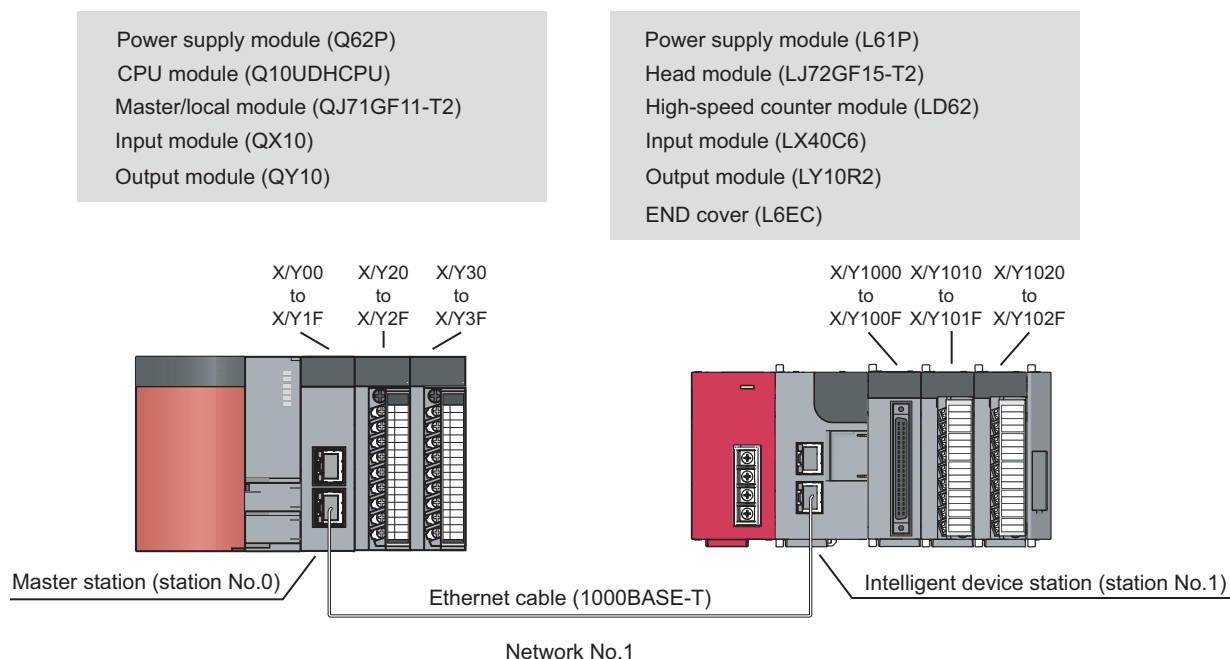 Power supply module (Q62P)
CPU module (Q10UDHCPU)
Master/local module (QJ71GF11-T2)
Input module (QX10)
Output module (QY10)
Power supply module (L61P)
Head module (LJ72GF15-T2)
High-speed counter module (LD62)
Input module (LX40C6)
Output module (LY10R2)
END cover (L6EC)
X/Y00
to
X/Y1F
X/Y20
to
X/Y2F
X/Y30
to
X/Y3F
X/Y1000
to
X/Y100F
X/Y1010
to
X/Y101F
X/Y1020
to
X/Y102F
Master station (station No.0)
Ethernet cable (1000BASE-T)
Intelligent device station (station No.1)
Network No.1